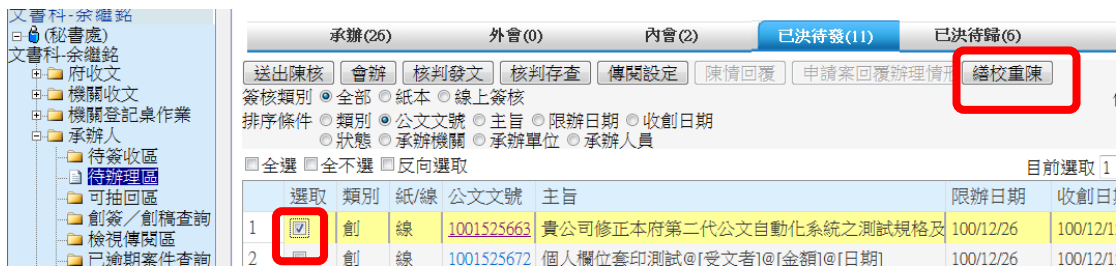 文書科-余繼銘
(秘書處)
文書科-余繼銘
府收文
機關收文
機關登記桌作業
承辦人
待簽收區
待辦理區
可抽回區
創簽／創稿查詢
檢視傳閱區
已逾期案件查詢
承辦(26) 外會(0) 內會(2) 已決待發(11) 已決待歸(6)
送出陳核 會辦 核判發文 核判存查 傳閱設定 陳情回覆 申請案回覆辦理情形 繕校重陳
簽核類別 全部 紙本 線上簽核
排序條件 類別 公文文號 主旨 限辦日期 收創日期
狀態 承辦機關 承辦單位 承辦人員
全選 全不選 反向選取 目前選取 1
選取 類別 紙/線 公文文號 主旨 限辦日期 收創日
1 創 線 1001525663 貴公司修正本府第二代公文自動化系統之測試規格及 100/12/26 100/12/1
2 創 線 1001525672 個人欄位套印測試@[受文者]@[金額]@[日期] 100/12/26 100/12/1